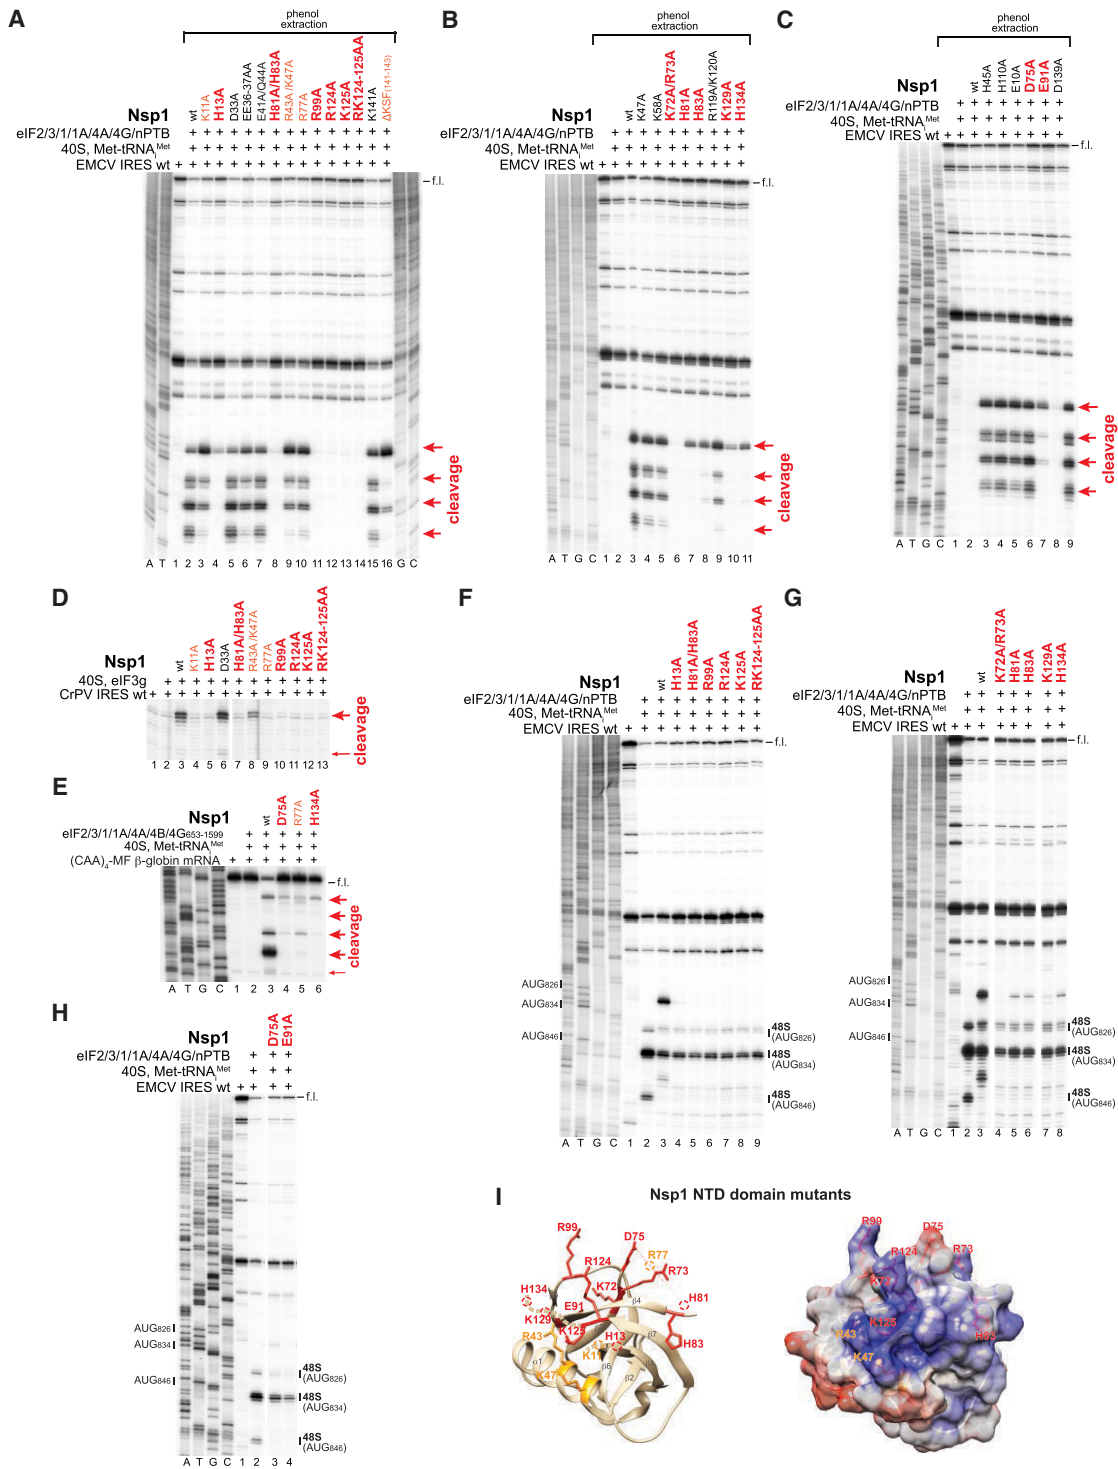 A
phenol
extraction
Nsp1
wt
K11A
H13A
D33A
EE36-37AA
E41A/Q44A
H81A/H83A
R43A/K47A
R77A
R99A
R124A
K125A
RK124-125AA
K141A
ΔKSF(141-143)
eIF2/3/1/1A/4A/4G/nPTB
40S, Met-tRNAiMet
EMCV IRES wt
f.l.
cleavage
A T 1 2 3 4 5 6 7 8 9 10 11 12 13 14 15 16 G C
B
phenol
extraction
Nsp1
wt
K47A
K58A
K72A/R73A
H81A
H83A
R119A/K120A
K129A
H134A
eIF2/3/1/1A/4A/4G/nPTB
40S, Met-tRNAiMet
EMCV IRES wt
f.l.
cleavage
A T G C 1 2 3 4 5 6 7 8 9 10 11
C
phenol
extraction
Nsp1
wt
H45A
H110A
E10A
D75A
E91A
D139A
eIF2/3/1/1A/4A/4G/nPTB
40S, Met-tRNAiMet
EMCV IRES wt
f.l.
cleavage
A T G C 1 2 3 4 5 6 7 8 9
D
Nsp1
wt
K11A
H13A
D33A
H81A/H83A
R43A/K47A
R77A
R99A
R124A
K125A
RK124-125AA
40S, eIF3g
CrPV IRES wt
cleavage
1 2 3 4 5 6 7 8 9 10 11 12 13
E
Nsp1
wt
D75A
R77A
H134A
eIF2/3/1/1A/4A/4B/4G653-1599
40S, Met-tRNAiMet
(CAA)4-MF β-globin mRNA
f.l.
cleavage
A T G C 1 2 3 4 5 6
F
Nsp1
wt
H13A
H81A/H83A
R99A
R124A
K125A
RK124-125AA
eIF2/3/1/1A/4A/4G/nPTB
40S, Met-tRNAiMet
EMCV IRES wt
f.l.
AUG826
AUG834
AUG846
48S
(AUG826)
48S
(AUG834)
48S
(AUG846)
A T G C 1 2 3 4 5 6 7 8 9
G
Nsp1
wt
K72A/R73A
H81A
H83A
K129A
H134A
eIF2/3/1/1A/4A/4G/nPTB
40S, Met-tRNAiMet
EMCV IRES wt
f.l.
AUG826
AUG834
AUG846
48S
(AUG826)
48S
(AUG834)
48S
(AUG846)
A T G C 1 2 3 4 5 6 7 8
H
Nsp1
D75A
E91A
eIF2/3/1/1A/4A/4G/nPTB
40S, Met-tRNAiMet
EMCV IRES wt
f.l.
AUG826
AUG834
AUG846
48S
(AUG826)
48S
(AUG834)
48S
(AUG846)
A T G C 1 2 3 4
I
Nsp1 NTD domain mutants
R99
D75
R77
R124
R73
K72
H134
E91
β4
H81
K129
K125
R43
H13
β7
H83
K11
α1
K47
β6
β2
R99
D75
R124
R73
K72
K125
R43
H83
K47